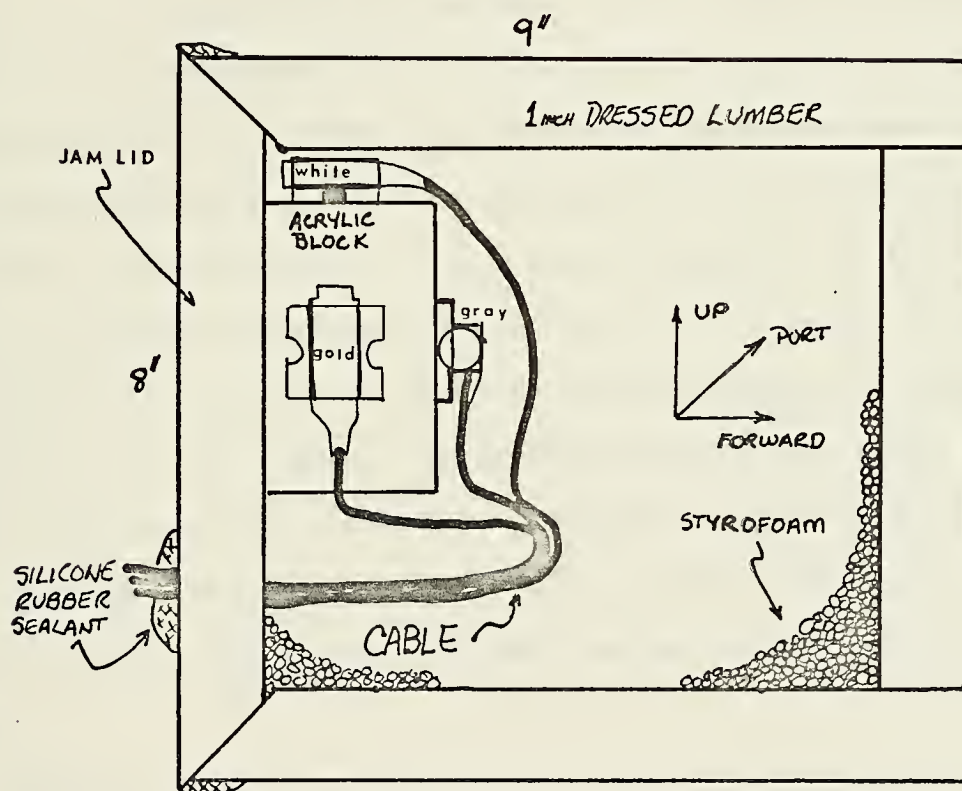 9"
1 INCH DRESSED LUMBER
JAM LID
white
ACRYLIC
BLOCK
gray
gold
UP
PORT
FORWARD
8"
STYROFOAM
SILICONE
RUBBER
SEALANT
CABLE